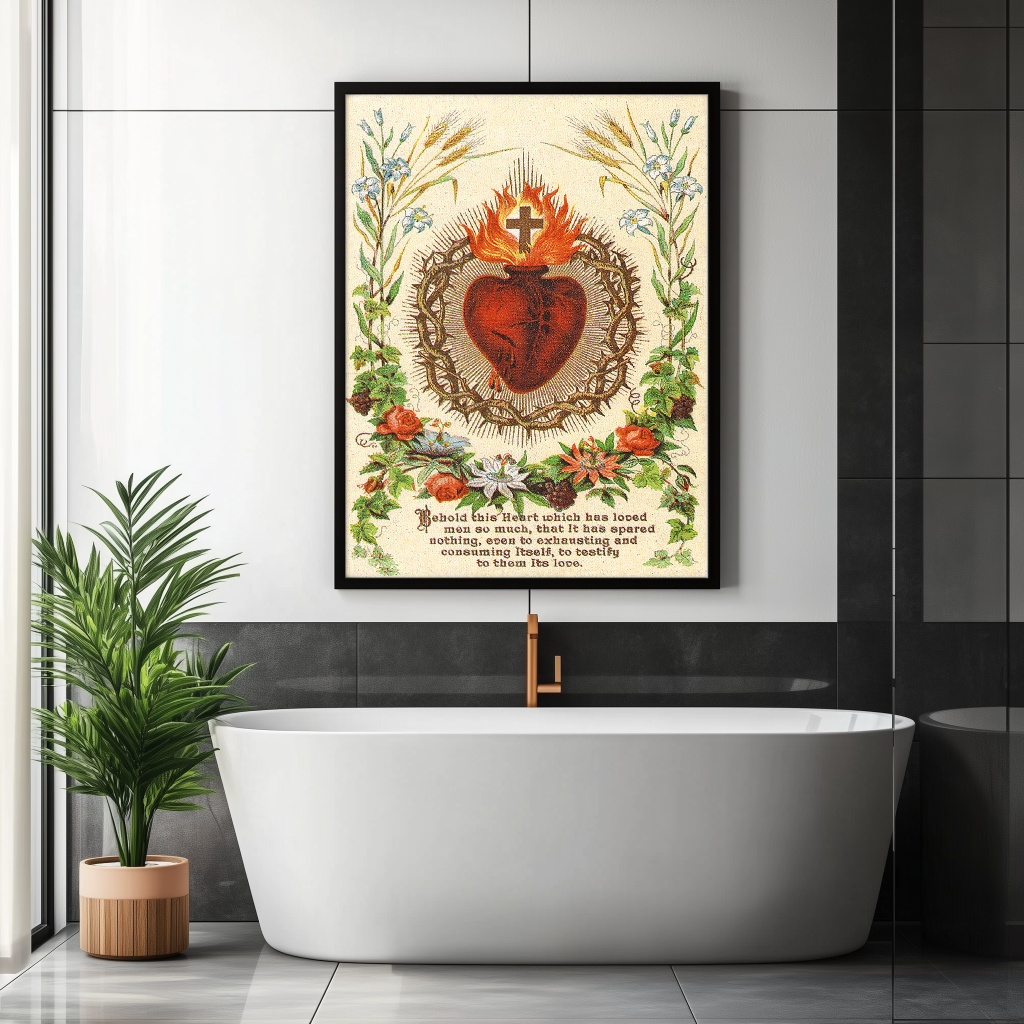 Behold this Heart which has loved
men so much, that It has spared
nothing, even to exhausting and
consuming Itself, to testify
to them Its love.